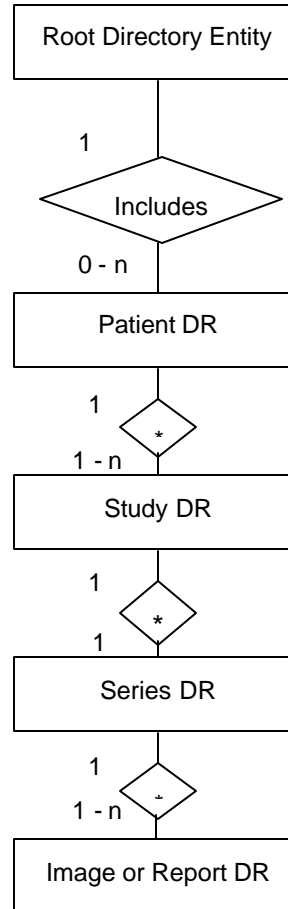 Root Directory Entity
1
Includes
0 - n
Patient DR
1
*
1 - n
Study DR
1
*
1
Series DR
1
*
1 - n
Image or Report DR